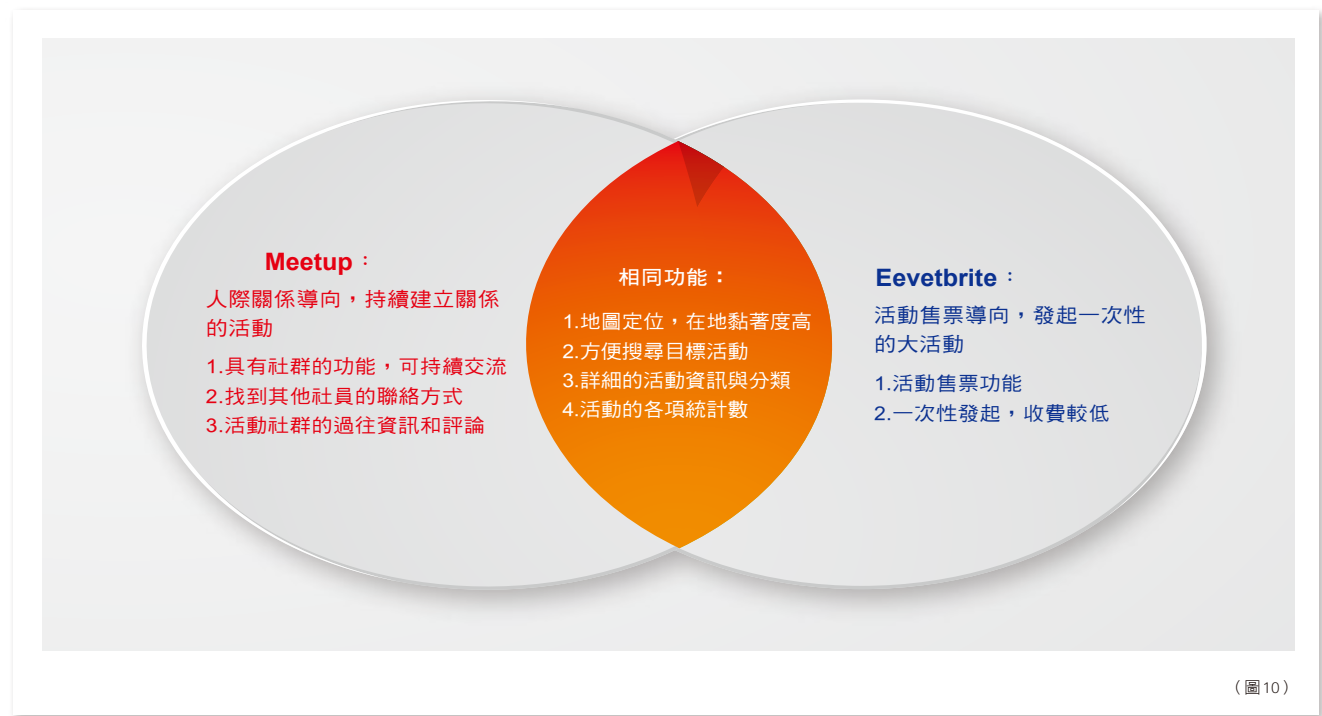 Meetup：
人際關係導向，持續建立關係
的活動
1.具有社群的功能，可持續交流
2.找到其他社員的聯絡方式
3.活動社群的過往資訊和評論
相同功能：
1.地圖定位，在地黏著度高
2.方便搜尋目標活動
3.詳細的活動資訊與分類
4.活動的各項統計數
Eevetbrite：
活動售票導向，發起一次性
的大活動
1.活動售票功能
2.一次性發起，收費較低
（圖10）